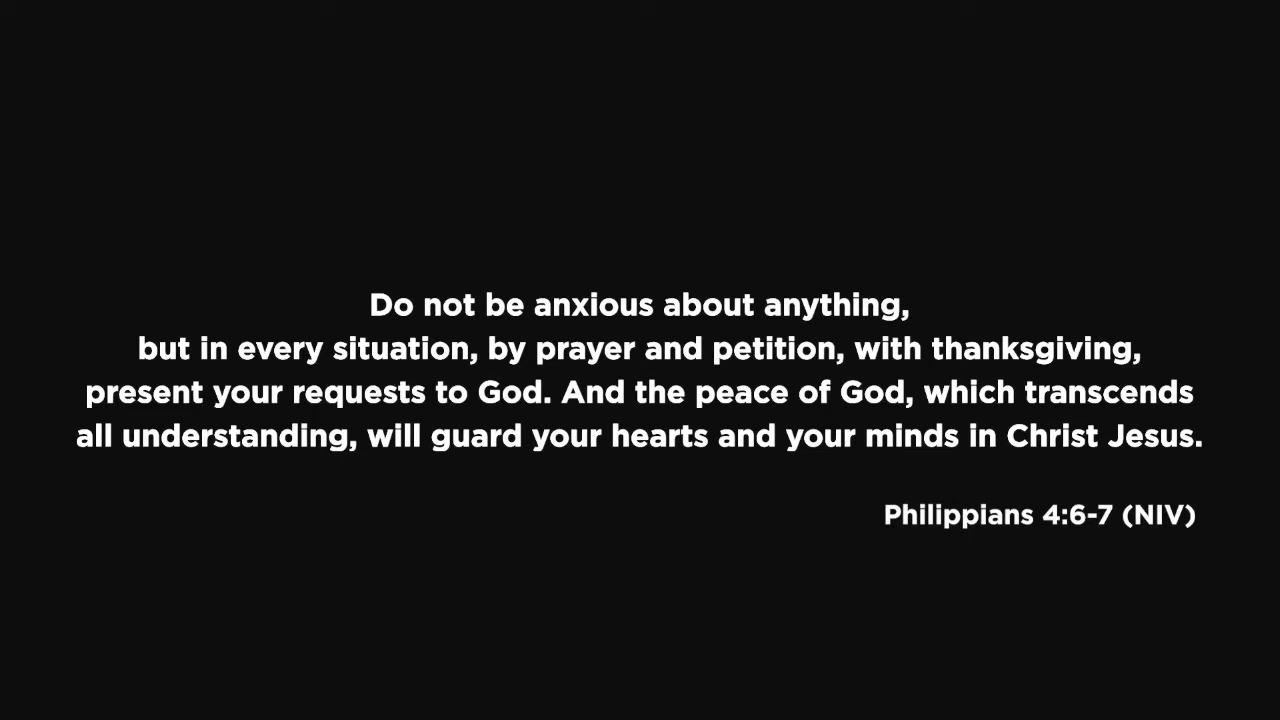 Do not be anxious about anything,
but in every situation, by prayer and petition, with thanksgiving,
present your requests to God. And the peace of God, which transcends
all understanding, will guard your hearts and your minds in Christ Jesus.
Philippians 4:6-7 (NIV)